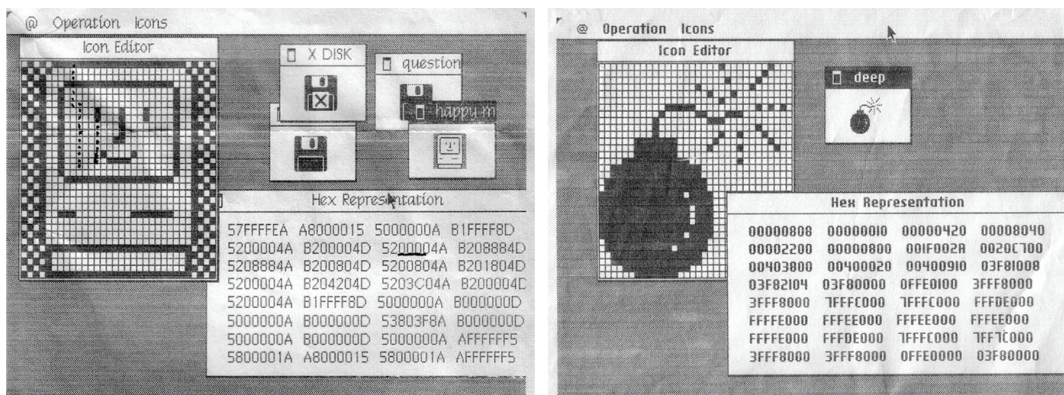 @ Operation Icons
Icon Editor
X DISK
question
happy m
Hex Representation
57FFFFEA A8000015 5000000A B1FFFF8D
5200004A B200004D 5200004A B208884D
5208884A B200804D 5200804A B201804D
5200004A B204204D 5203C04A B200004D
5200004A B1FFFF8D 5000000A B000000D
5000000A B000000D 53803F8A B000000D
5000000A B000000D 5000000A AFFFFFF5
5800001A A8000015 5800001A AFFFFFF5
@ Operation Icons
Icon Editor
deep
Hex Representation
00000808 00000010 00000420 00008040
00002200 00000800 001F002A 0020C700
00403800 00400020 00400910 03F81008
03F82104 03F80000 0FFE0100 3FFF8000
3FFF8000 7FFFC000 7FFFC000 FFFDE000
FFFFE000 FFFEE000 FFFEE000 FFFEE000
FFFFE000 FFFDE000 7FFFC000 7FF7C000
3FFF8000 3FFF8000 0FFE0000 03F80000